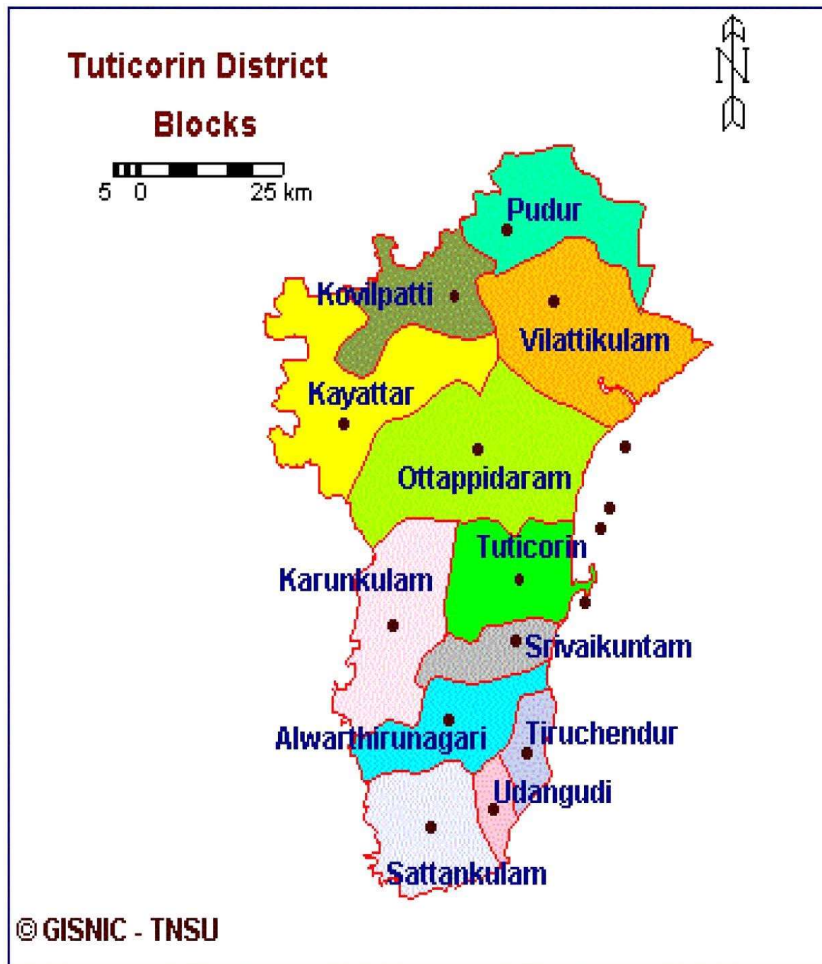 Tuticorin District
Blocks
N
5 0 25 km
Pudur
Kovilpatti
Vilattikulam
Kayattar
Ottappidaram
Tuticorin
Karunkulam
Srivaikuntam
Alwarthirunagari
Tiruchendur
Udangudi
Sattankulam
© GISNIC - TNSU